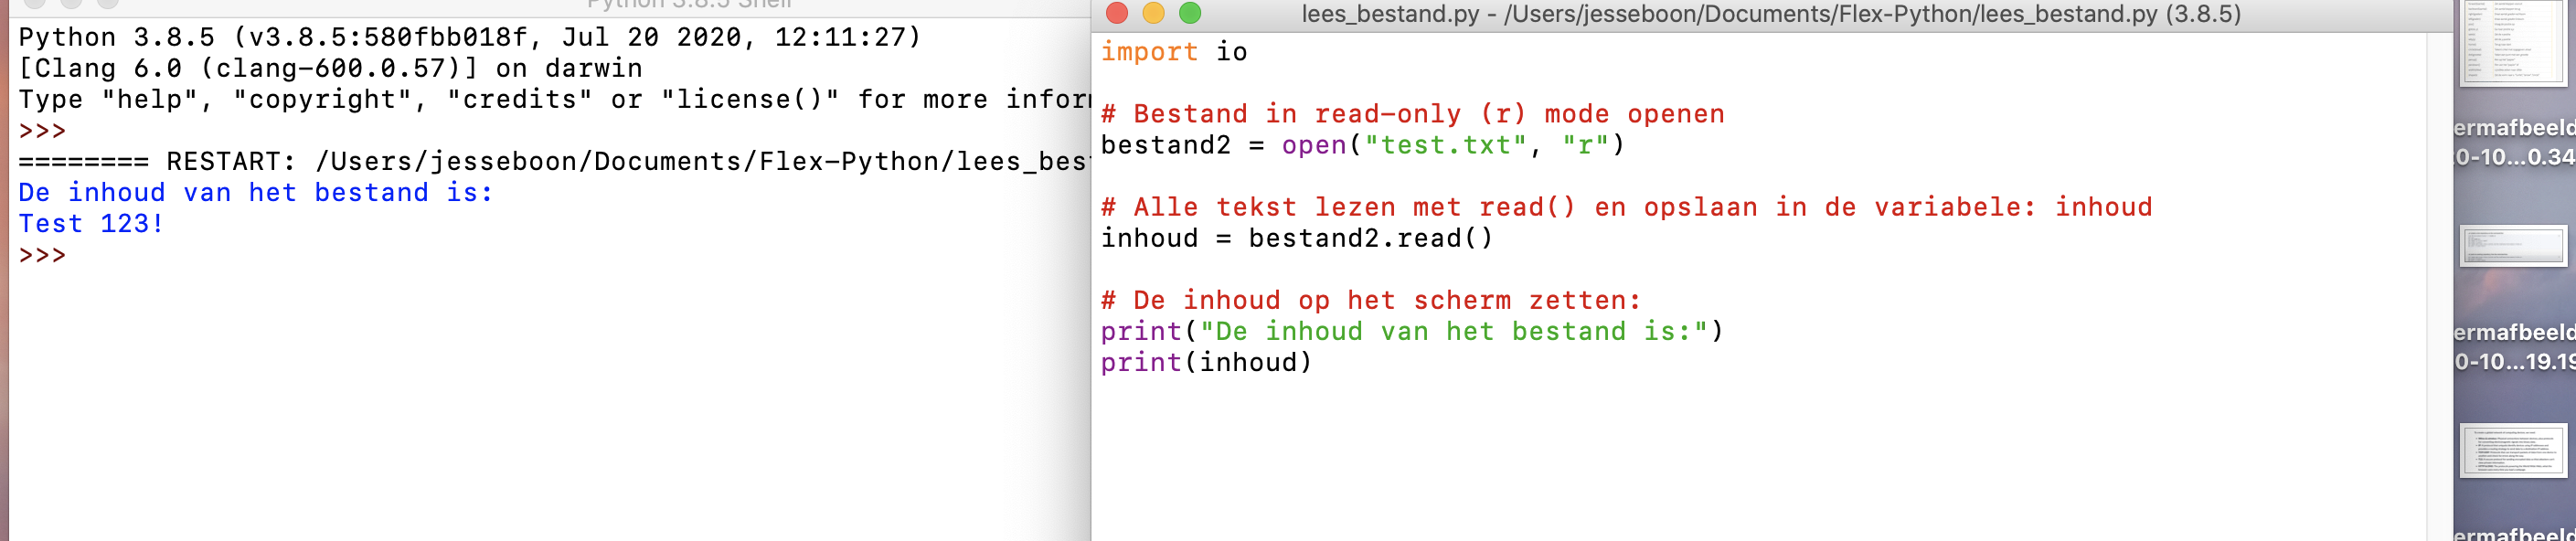 Python 3.8.5 Shell
Python 3.8.5 (v3.8.5:580fbb018f, Jul 20 2020, 12:11:27)
[Clang 6.0 (clang-600.0.57)] on darwin
Type "help", "copyright", "credits" or "license()" for more infor
>>>
======== RESTART: /Users/jesseboon/Documents/Flex-Python/lees_bes
De inhoud van het bestand is:
Test 123!
>>>
lees_bestand.py - /Users/jesseboon/Documents/Flex-Python/lees_bestand.py (3.8.5)
import io
# Bestand in read-only (r) mode openen
bestand2 = open("test.txt", "r")
# Alle tekst lezen met read() en opslaan in de variabele: inhoud
inhoud = bestand2.read()
# De inhoud op het scherm zetten:
print("De inhoud van het bestand is:")
print(inhoud)
ermafbeeld
0-10...0.34
ermafbeeld
0-10...19.19
ermafbeeld